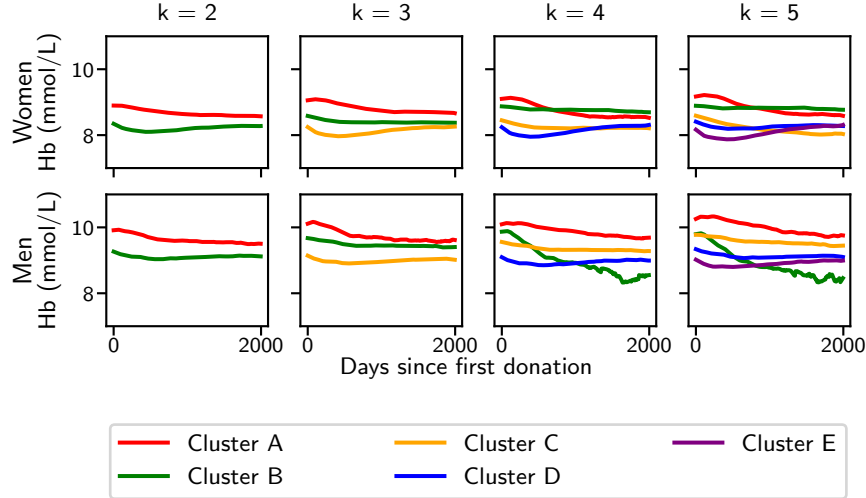 k = 2 k = 3 k = 4 k = 5
Women
Hb (mmol/L)
10
8
Men
Hb (mmol/L)
10
8
0 2000 0 2000 0 2000 0 2000
Days since first donation
Cluster A Cluster C Cluster E
Cluster B Cluster D